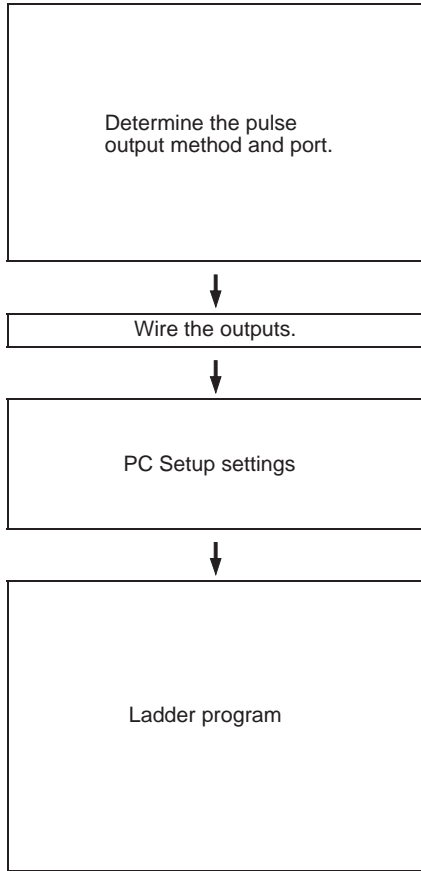 Determine the pulse
output method and port.
Wire the outputs.
PC Setup settings
Ladder program